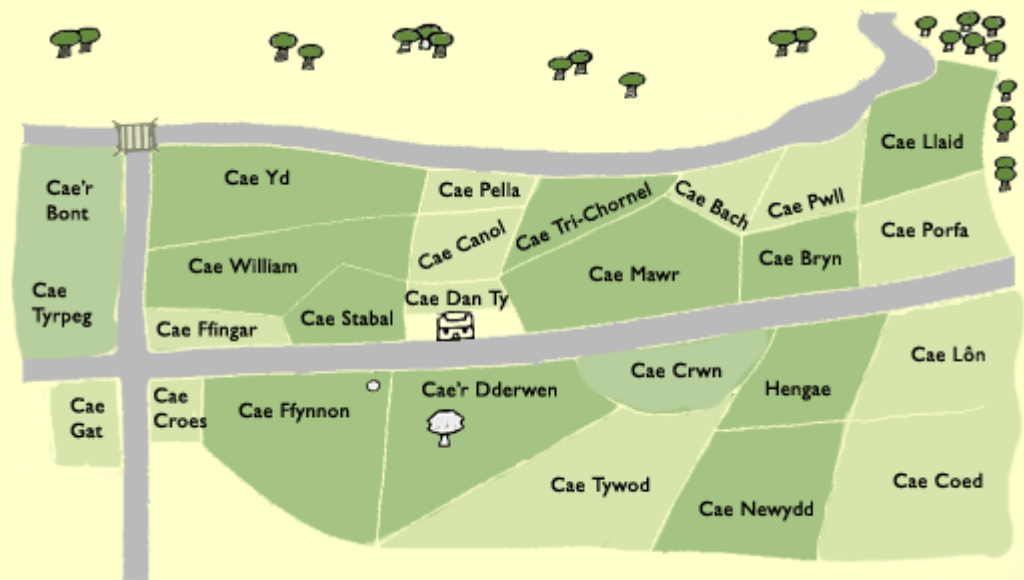 Cae'r
Bont
Cae
Tyrpeg
Cae Yd
Cae Pella
Cae Tri-Chornel
Cae Bach
Cae Pwll
Cae Llaid
Cae William
Cae Canol
Cae Mawr
Cae Bryn
Cae Porfa
Cae Ffingar
Cae Stabal
Cae Dan Ty
Cae
Gat
Cae
Croes
Cae Ffynnon
Cae'r Dderwen
Cae Crwn
Hengae
Cae Lôn
Cae Tywod
Cae Newydd
Cae Coed